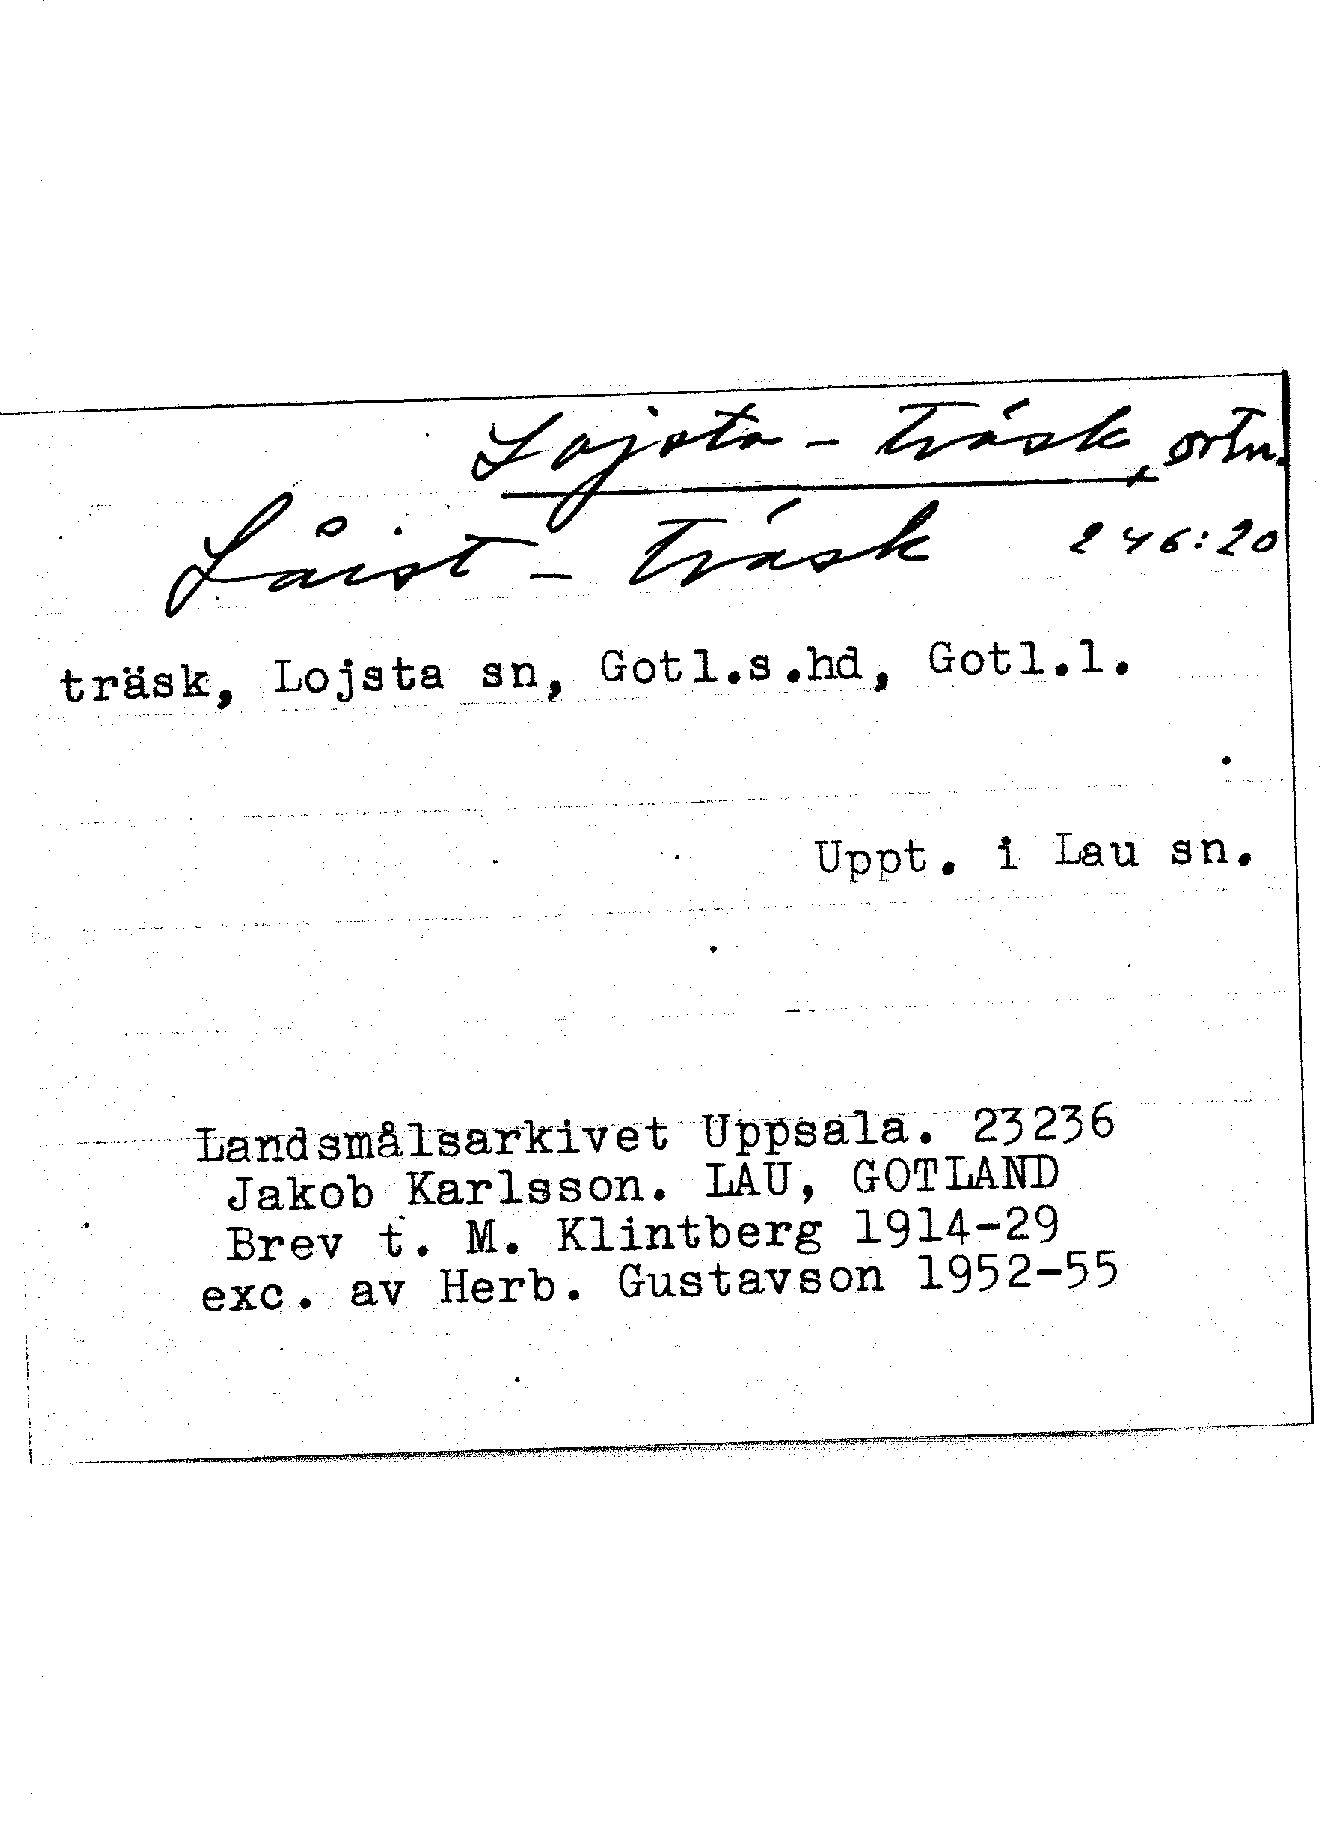 Lojsta-träsk, ortn.
Låist-träsk 246:20
träsk, Lojsta sn, Gotl.s.hd, Gotl.l.
Uppt. i Lau sn.
Landsmålsarkivet Uppsala. 23236
Jakob Karlsson. LAU, GOTLAND
Brev t. M. Klintberg 1914-29
exc. av Herb. Gustavson 1952-55